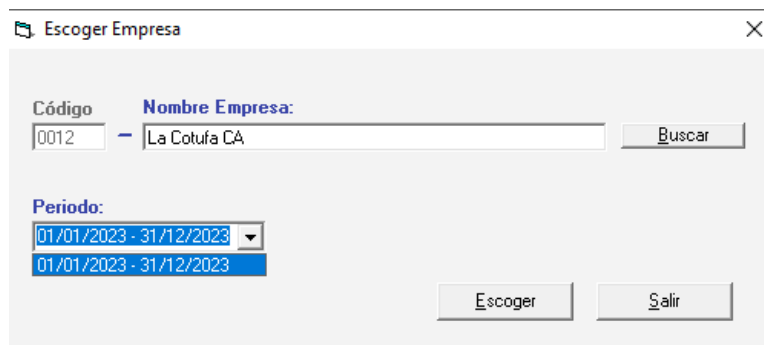 Escoger Empresa
Código Nombre Empresa:
0012 – La Cotufa CA Buscar
Periodo:
01/01/2023 - 31/12/2023
01/01/2023 - 31/12/2023
Escoger Salir